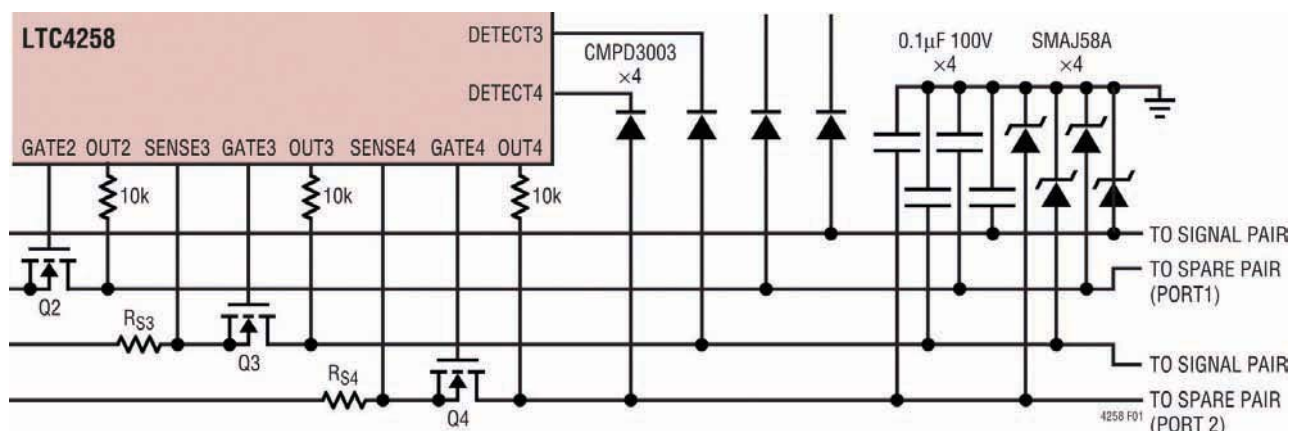 LTC4258
DETECT3
DETECT4
CMPD3003
×4
0.1µF 100V
×4
SMAJ58A
×4
GATE2 OUT2 SENSE3 GATE3 OUT3 SENSE4 GATE4 OUT4
10k
10k
10k
Q2
RS3
Q3
RS4
Q4
TO SIGNAL PAIR
TO SPARE PAIR
(PORT1)
TO SIGNAL PAIR
TO SPARE PAIR
(PORT 2)
4258 F01